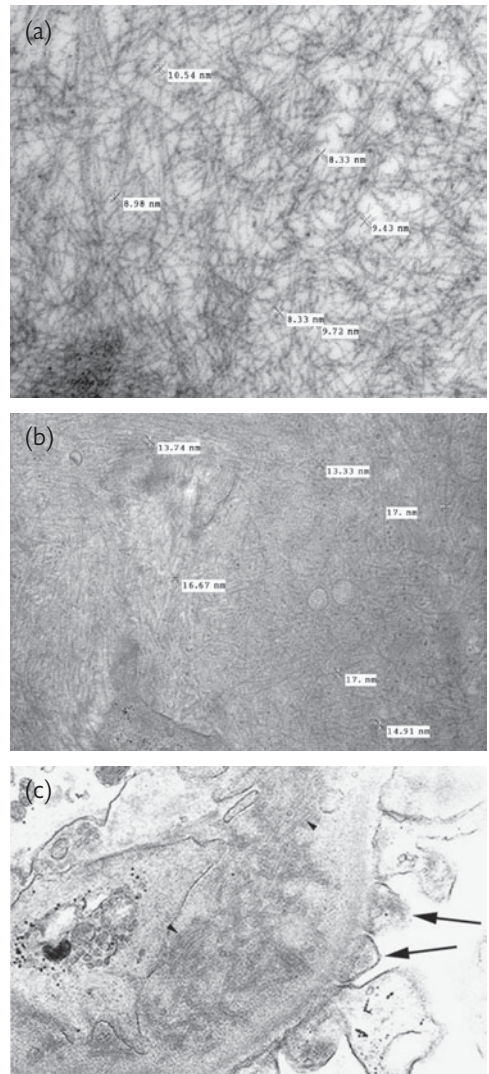 (a)
10.54 nm
8.33 nm
8.98 nm
9.43 nm
8.33 nm
9.72 nm
(b)
13.74 nm
13.33 nm
17. nm
16.67 nm
17. nm
14.91 nm
(c)